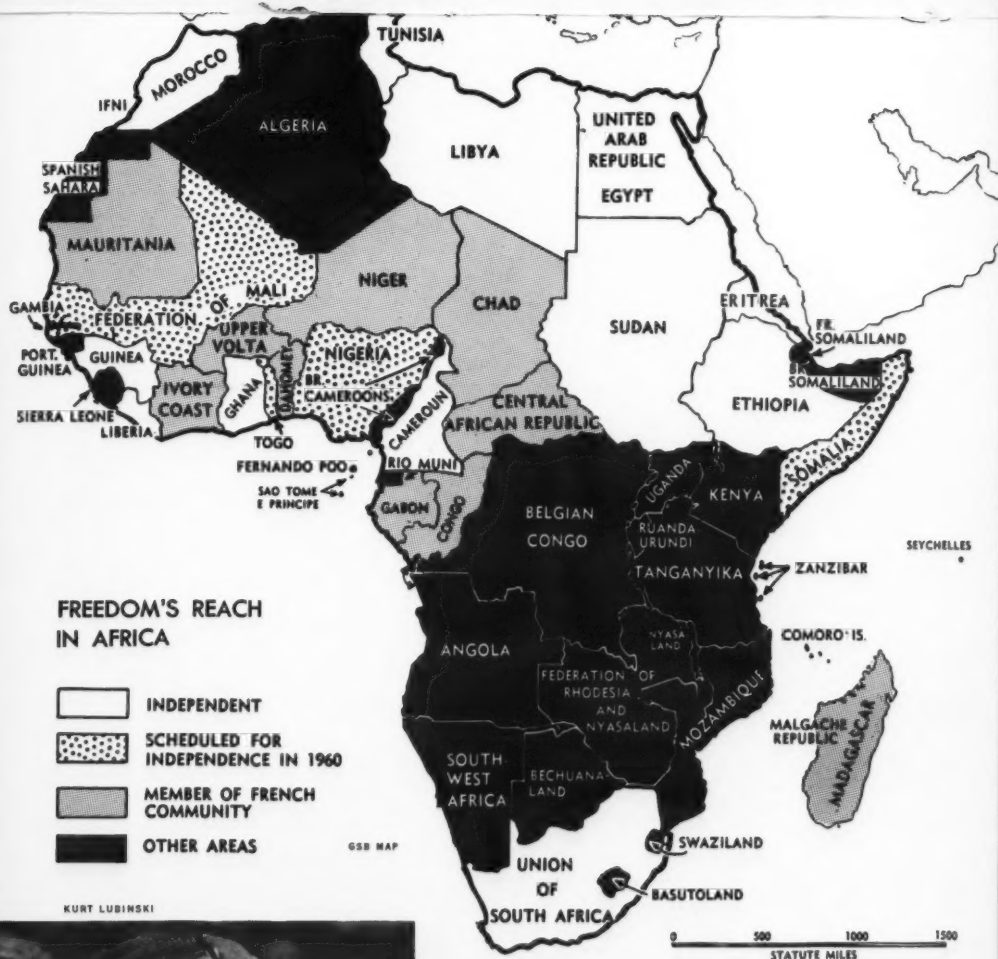 TUNISIA
MOROCCO
IFNI
ALGERIA
LIBYA
UNITED
ARAB
REPUBLIC
EGYPT
SPANISH
SAHARA
MAURITANIA
NIGER
CHAD
SUDAN
ERITREA
FR.
SOMALILAND
BR.
SOMALILAND
GAMBIA
FEDERATION OF MALI
UPPER
VOLTA
NIGERIA
PORT.
GUINEA
GUINEA
IVORY
COAST
GHANA
DAHOMEY
BR.
CAMEROONS
CAMEROUN
CENTRAL
AFRICAN REPUBLIC
ETHIOPIA
SOMALIA
SIERRA LEONE
LIBERIA
TOGO
FERNANDO POO
RIO MUNI
SAO TOME
E PRINCIPE
GABON
CONGO
BELGIAN
CONGO
UGANDA
KENYA
RUANDA
URUNDI
TANGANYIKA
SEYCHELLES
ZANZIBAR
COMORO IS.
ANGOLA
NYASA
LAND
FEDERATION OF
RHODESIA
AND
NYASALAND
MOZAMBIQUE
MALGACHE
REPUBLIC
MADAGASCAR
SOUTH-
WEST
AFRICA
BECHUANA-
LAND
SWAZILAND
UNION
OF
SOUTH AFRICA
BASUTOLAND
FREEDOM'S REACH
IN AFRICA
INDEPENDENT
SCHEDULED FOR
INDEPENDENCE IN 1960
MEMBER OF FRENCH
COMMUNITY
OTHER AREAS
GSB MAP
KURT LUBINSKI
0 500 1000 1500
STATUTE MILES